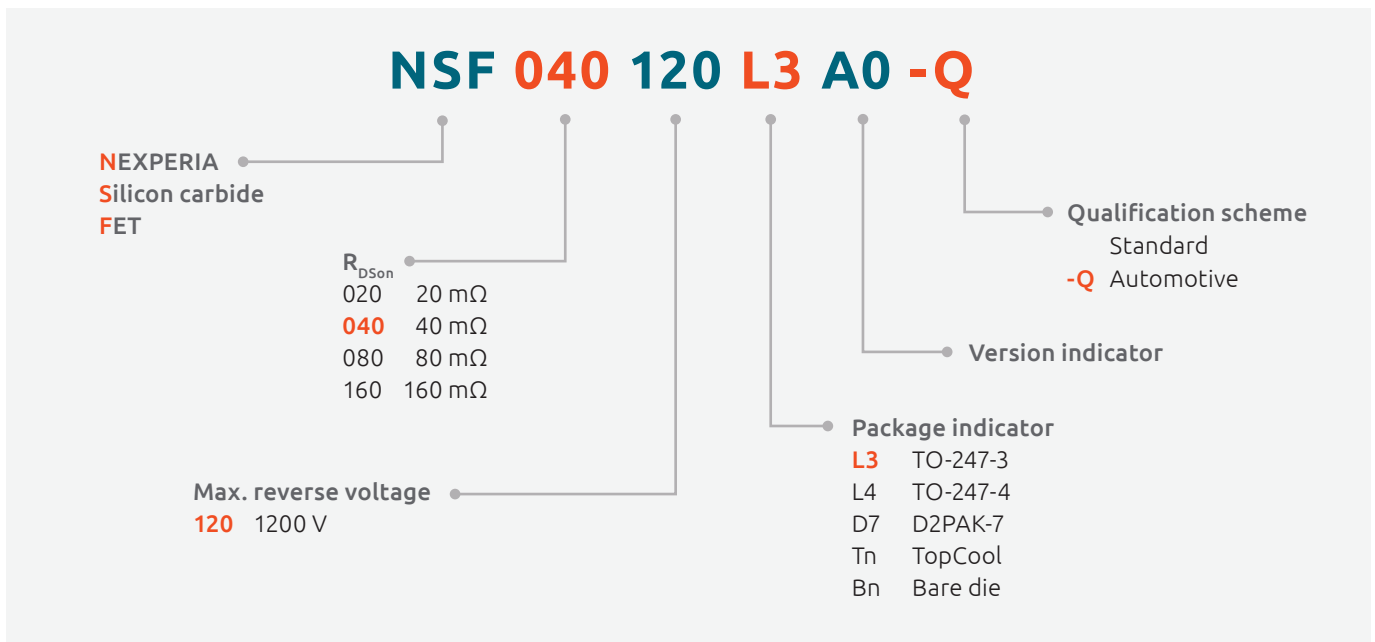 NSF 040 120 L3 A0 -Q
NEXPERIA
Silicon carbide
FET
RDSon
020 20 mΩ
040 40 mΩ
080 80 mΩ
160 160 mΩ
Max. reverse voltage
120 1200 V
Qualification scheme
Standard
-Q Automotive
Version indicator
Package indicator
L3 TO-247-3
L4 TO-247-4
D7 D2PAK-7
Tn TopCool
Bn Bare die